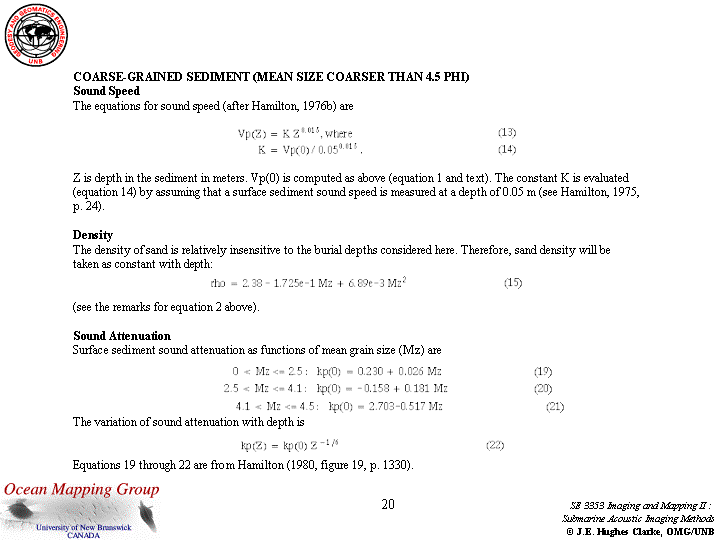 GEODESY AND GEOMATICS ENGINEERING
UNB
COARSE-GRAINED SEDIMENT (MEAN SIZE COARSER THAN 4.5 PHI)
Sound Speed
The equations for sound speed (after Hamilton, 1976b) are
Vp(Z) = K Z^0.015, where (13)
K = Vp(0)/ 0.05^0.015 . (14)
Z is depth in the sediment in meters. Vp(0) is computed as above (equation 1 and text). The constant K is evaluated
(equation 14) by assuming that a surface sediment sound speed is measured at a depth of 0.05 m (see Hamilton, 1975,
p. 24).
Density
The density of sand is relatively insensitive to the burial depths considered here. Therefore, sand density will be
taken as constant with depth:
rho = 2.38 - 1.725e-1 Mz + 6.89e-3 Mz² (15)
(see the remarks for equation 2 above).
Sound Attenuation
Surface sediment sound attenuation as functions of mean grain size (Mz) are
0 < Mz <= 2.5 : kp(0) = 0.230 + 0.026 Mz (19)
2.5 < Mz <= 4.1 : kp(0) = -0.158 + 0.181 Mz (20)
4.1 < Mz <= 4.5 : kp(0) = 2.703-0.517 Mz (21)
The variation of sound attenuation with depth is
kp(Z) = kp(0) Z^-1/6 (22)
Equations 19 through 22 are from Hamilton (1980, figure 19, p. 1330).
Ocean Mapping Group
University of New Brunswick
CANADA
20
SE 3353 Imaging and Mapping II :
Submarine Acoustic Imaging Methods
© J.E. Hughes Clarke, OMG/UNB